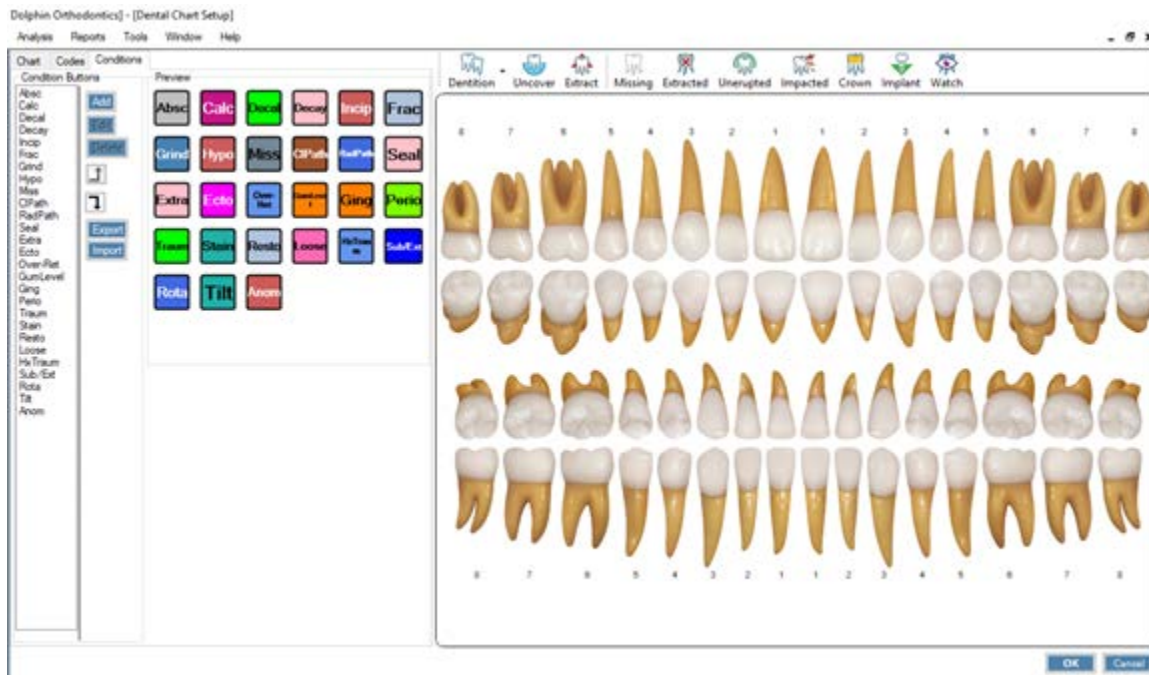 Dolphin Orthodontics] - [Dental Chart Setup]
Analysis Reports Tools Window Help
Chart Codes Conditions
Condition Buttons
Absc
Calc
Decal
Decay
Incip
Frac
Grind
Hypo
Miss
ClPath
RadPath
Seal
Extra
Ecto
Over-Ret
GumLevel
Ging
Perio
Traum
Stain
Resto
Loose
HxTraum
Sub/Ext
Rota
Tilt
Anom
Add
Edit
Delete
Export
Import
Preview
Absc Calc Decal Decay Incip Frac
Grind Hypo Miss ClPath RadPath Seal
Extra Ecto Over-Ret GumLevel Ging Perio
Traum Stain Resto Loose HxTraum Sub/Ext
Rota Tilt Anom
Dentition Uncover Extract Missing Extracted Unerupted Impacted Crown Implant Watch
8 7 6 5 4 3 2 1 1 2 3 4 5 6 7 8
8 7 6 5 4 3 2 1 1 2 3 4 5 6 7 8
OK Cancel